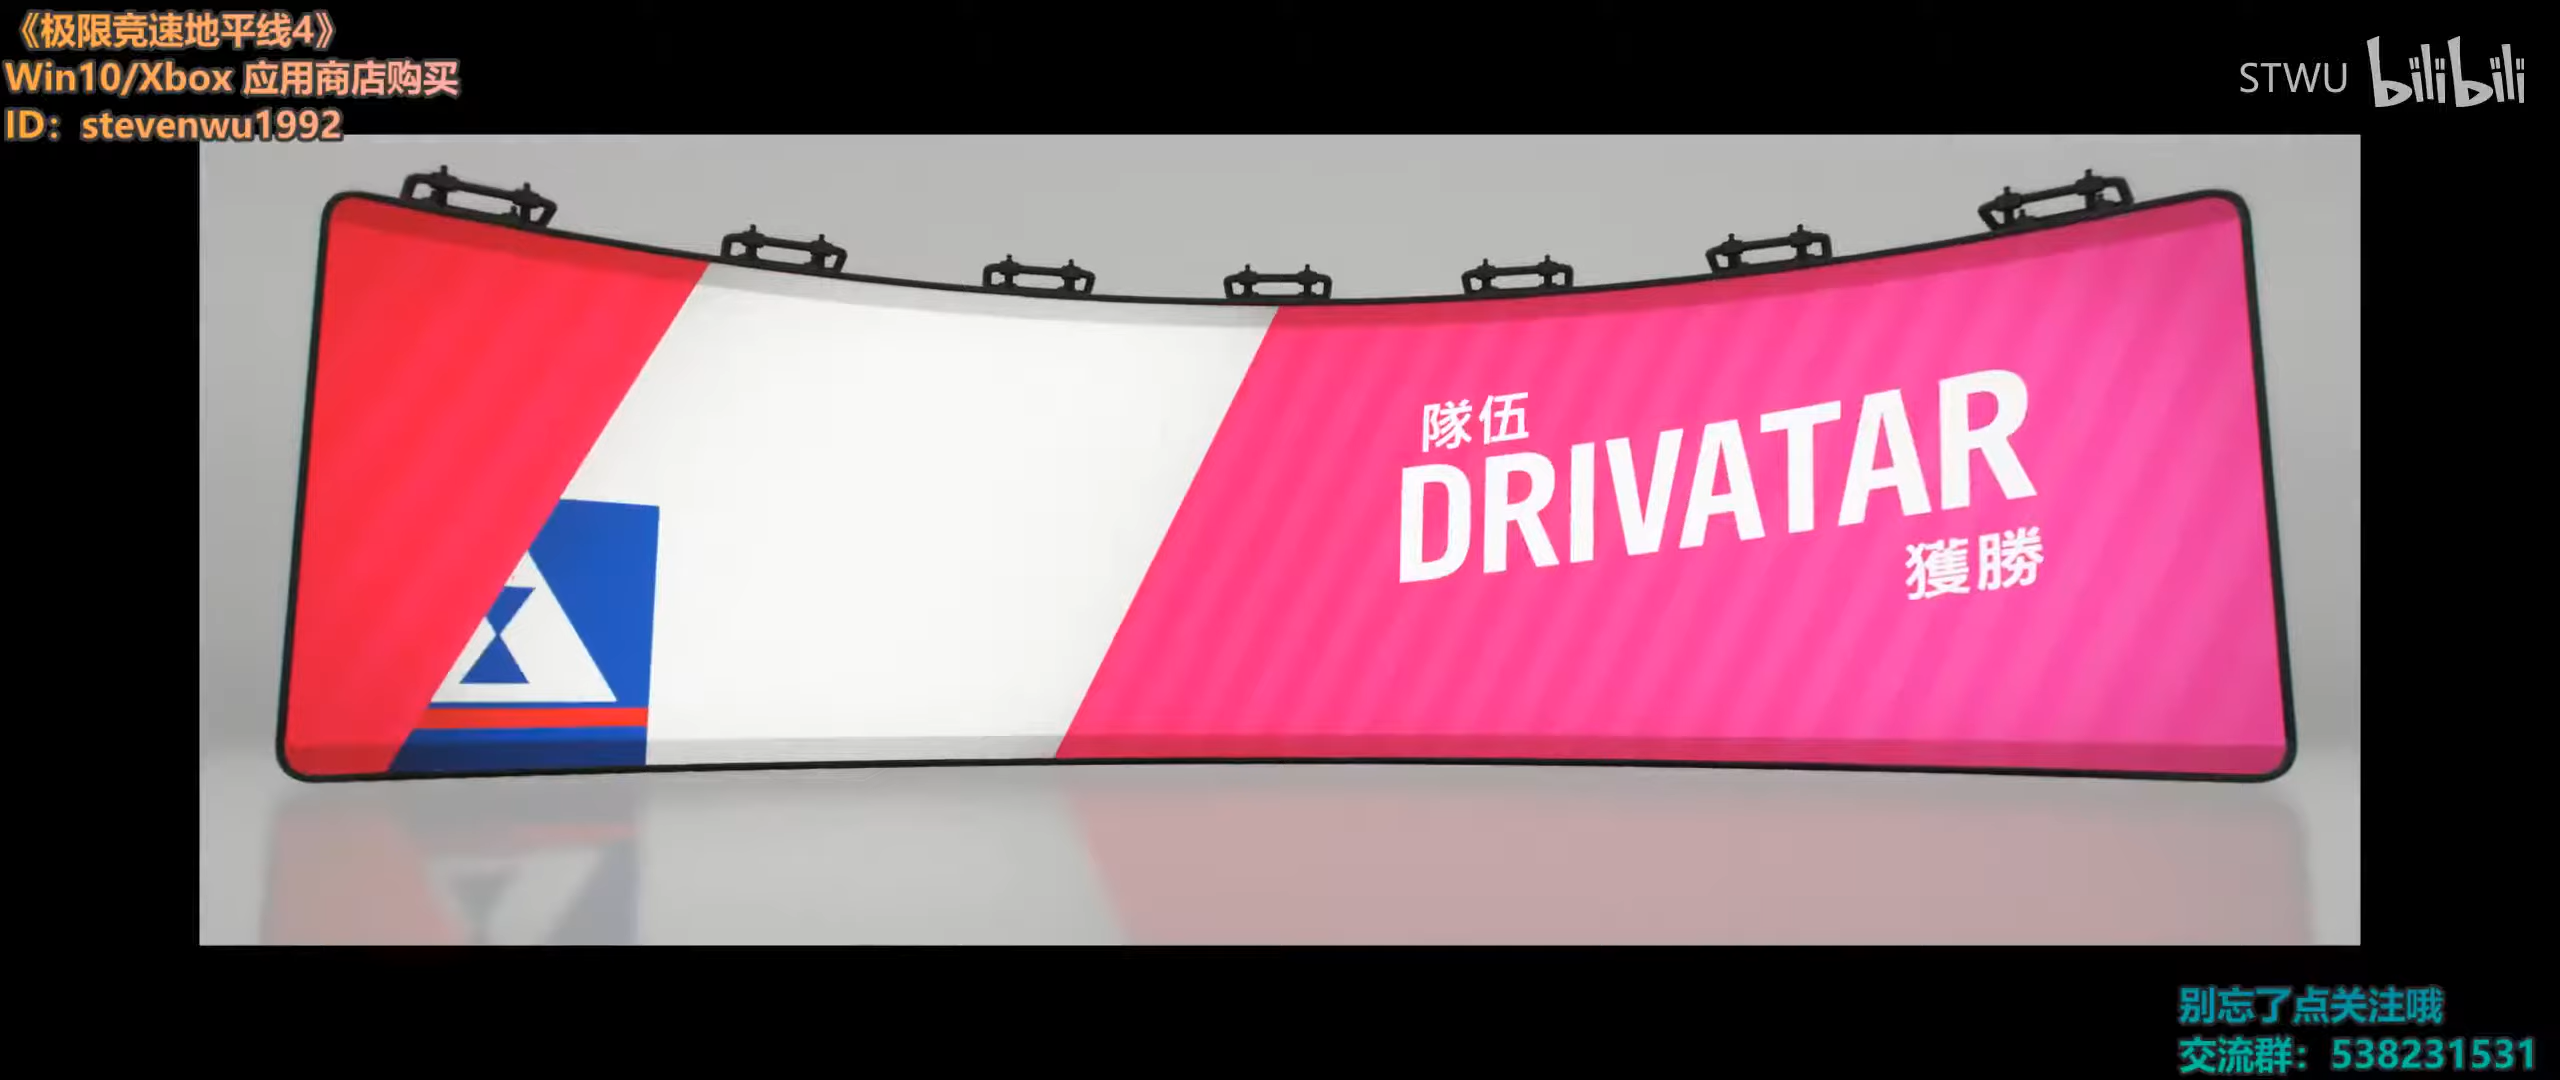 《极限竞速地平线4》
Win10/Xbox 应用商店购买
ID：stevenwu1992
STWU bilibili
隊伍
DRIVATAR
獲勝
别忘了点关注哦
交流群：538231531